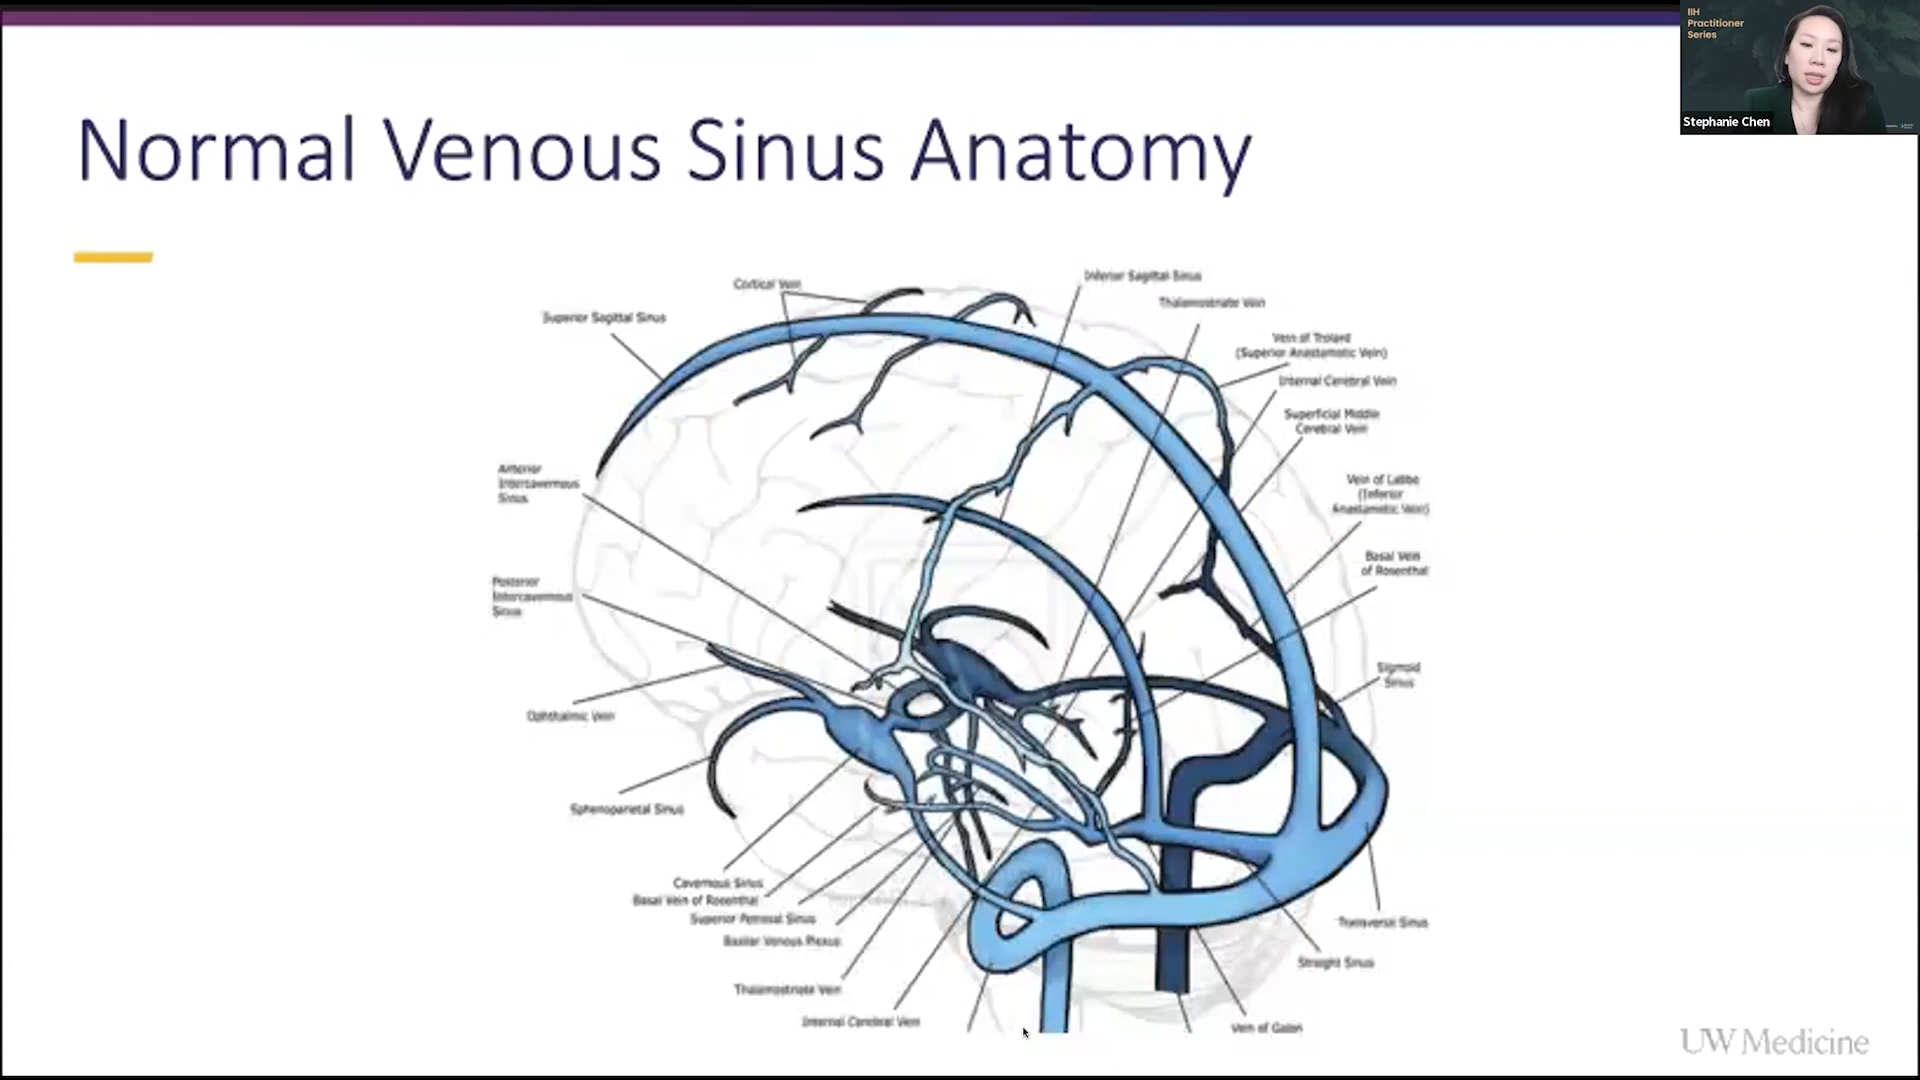 IIH
Practitioner
Series
Stephanie Chen
Normal Venous Sinus Anatomy
Cortical Vein
Inferior Sagittal Sinus
Thalamostriate Vein
Superior Sagittal Sinus
Vein of Trolard
(Superior Anastamotic Vein)
Internal Cerebral Vein
Superficial Middle
Cerebral Vein
Anterior
Intercavernous
Sinus
Vein of Labbe
(Inferior
Anastamotic Vein)
Basal Vein
of Rosenthal
Posterior
Intercavernous
Sinus
Sigmoid
Sinus
Ophthalmic Vein
Sphenoparietal Sinus
Cavernous Sinus
Basal Vein of Rosenthal
Superior Petrosal Sinus
Basilar Venous Plexus
Transverse Sinus
Straight Sinus
Thalamostriate Vein
Internal Cerebral Vein
Vein of Galen
UW Medicine